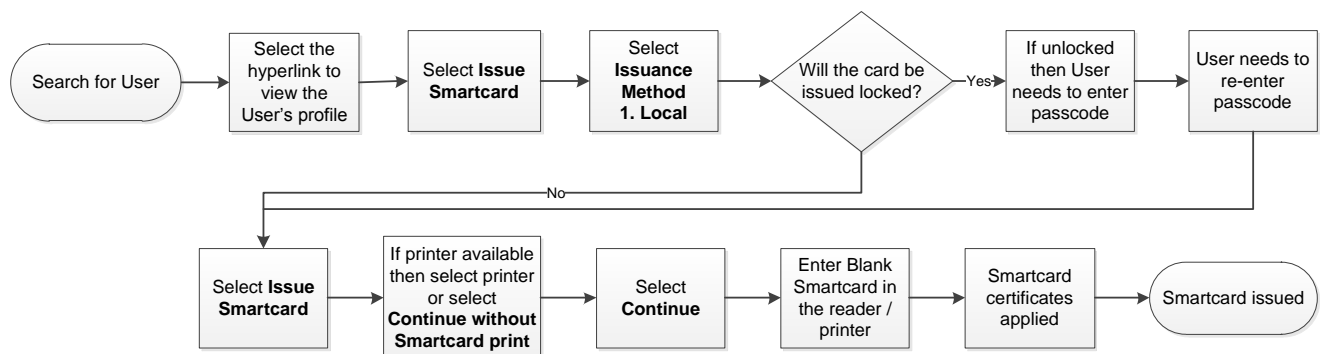 Search for User
Select the
hyperlink to
view the
User's profile
Select Issue
Smartcard
Select
Issuance
Method
1. Local
Will the card be
issued locked?
Yes
If unlocked
then User
needs to enter
passcode
User needs to
re-enter
passcode
No
Select Issue
Smartcard
If printer available
then select printer
or select
Continue without
Smartcard print
Select
Continue
Enter Blank
Smartcard in
the reader /
printer
Smartcard
certificates
applied
Smartcard issued